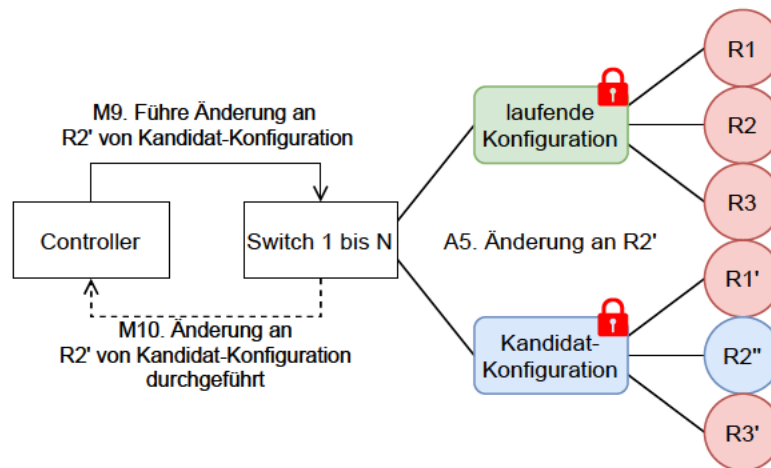 M9. Führe Änderung an
R2' von Kandidat-Konfiguration
Controller
Switch 1 bis N
M10. Änderung an
R2' von Kandidat-Konfiguration
durchgeführt
laufende
Konfiguration
A5. Änderung an R2'
Kandidat-
Konfiguration
R1
R2
R3
R1'
R2''
R3'